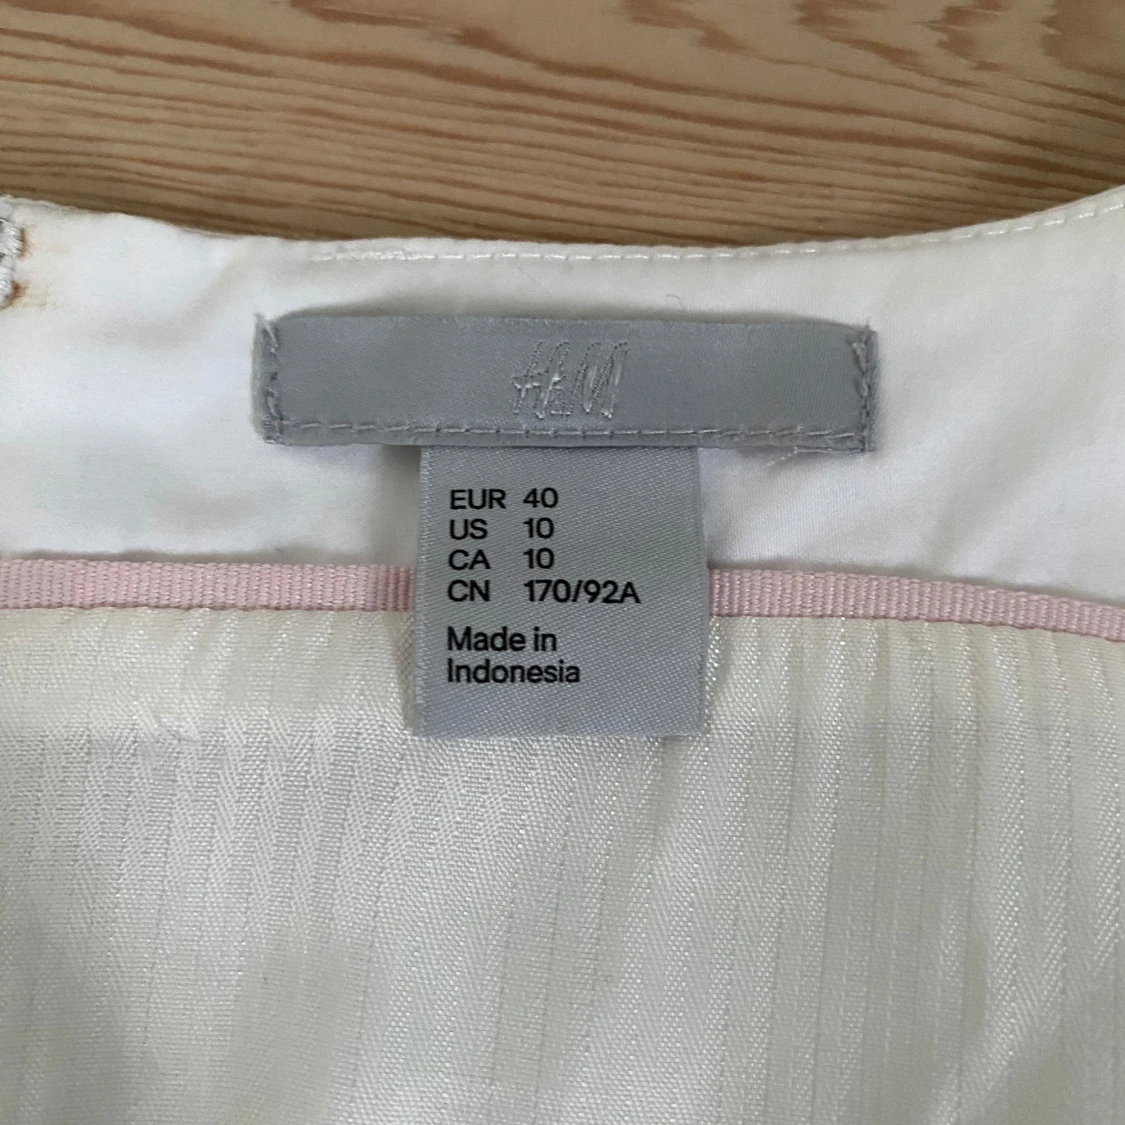 H&M
EUR 40
US 10
CA 10
CN 170/92A
Made in
Indonesia